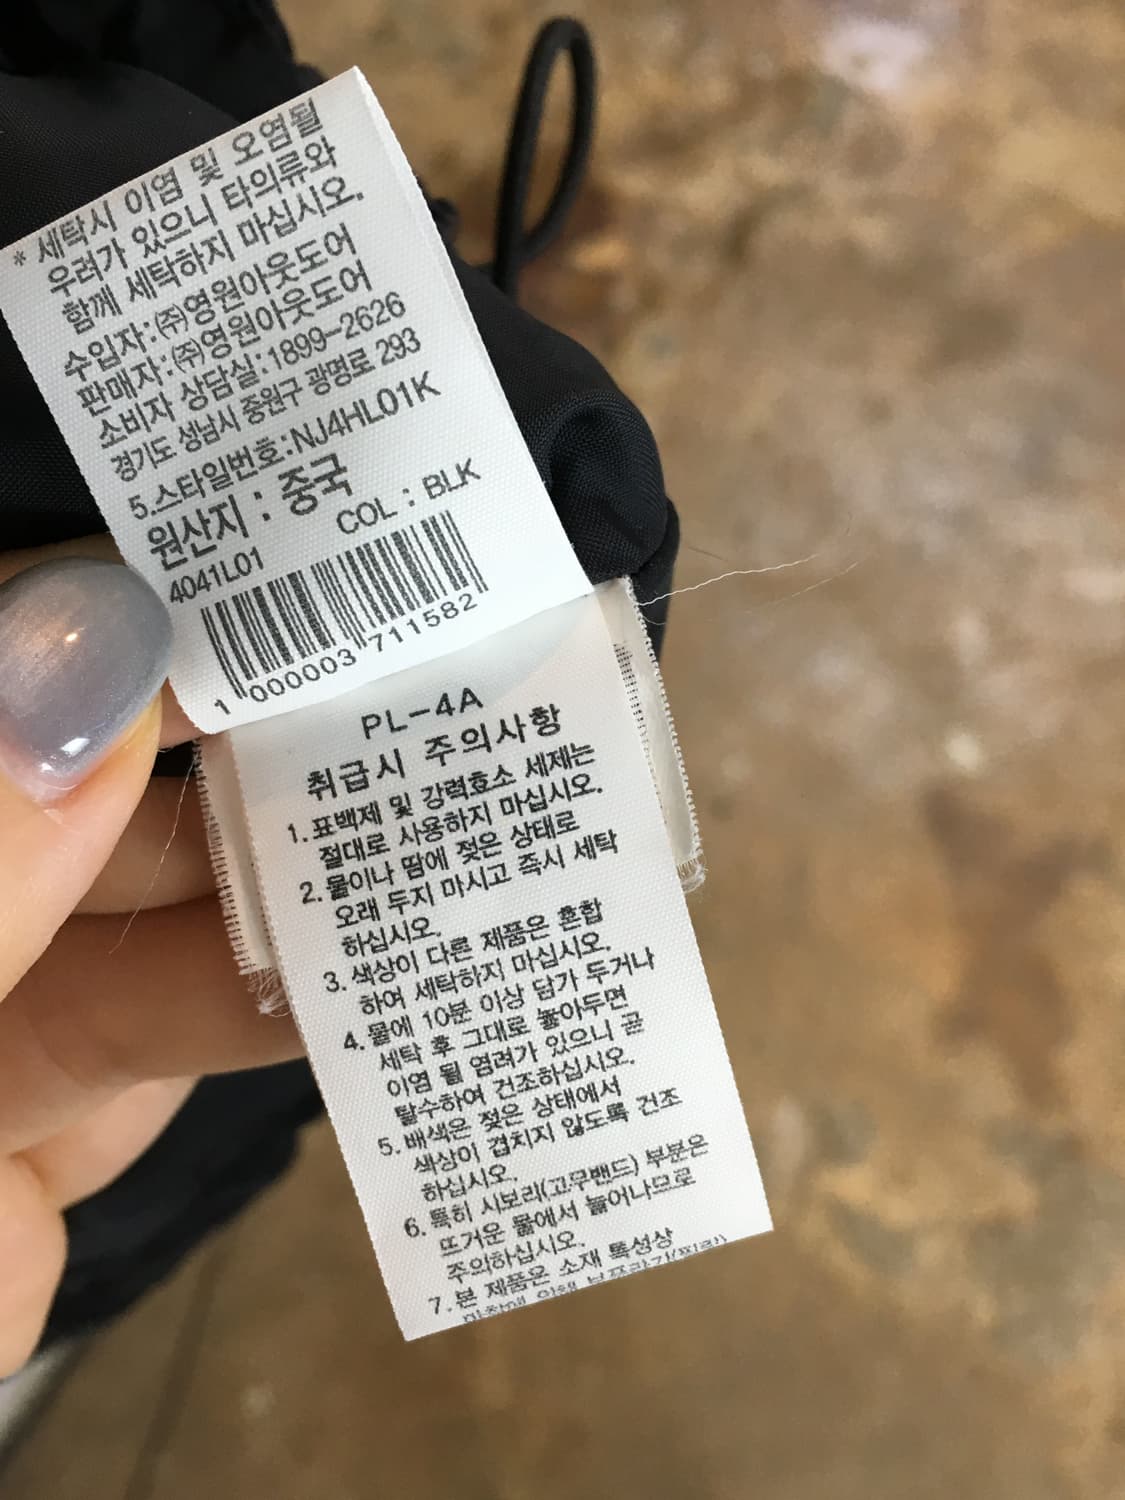 * 세탁시 이염 및 오염될
우려가 있으니 타의류와
함께 세탁하지 마십시오.
수입자:(주)영원아웃도어
판매자:(주)영원아웃도어
소비자 상담실:1899-2626
경기도 성남시 중원구 광명로 293
5.스타일번호:NJ4HL01K
원산지 : 중국
COL : BLK
4041L01
1 000003 711582
PL-4A
취급시 주의사항
1.표백제 및 강력효소 세제는
절대로 사용하지 마십시오.
2.물이나 땀에 젖은 상태로
오래 두지 마시고 즉시 세탁
하십시오.
3.색상이 다른 제품은 혼합
하여 세탁하지 마십시오.
4.물에 10분 이상 담가 두거나
세탁 후 그대로 놓아두면
이염 될 염려가 있으니 곧
탈수하여 건조하십시오.
5.배색은 젖은 상태에서
색상이 겹치지 않도록 건조
하십시오.
6.특히 시보리(고무밴드) 부분은
뜨거운 물에서 늘어나므로
주의하십시오.
7.본 제품은 소재 특성상